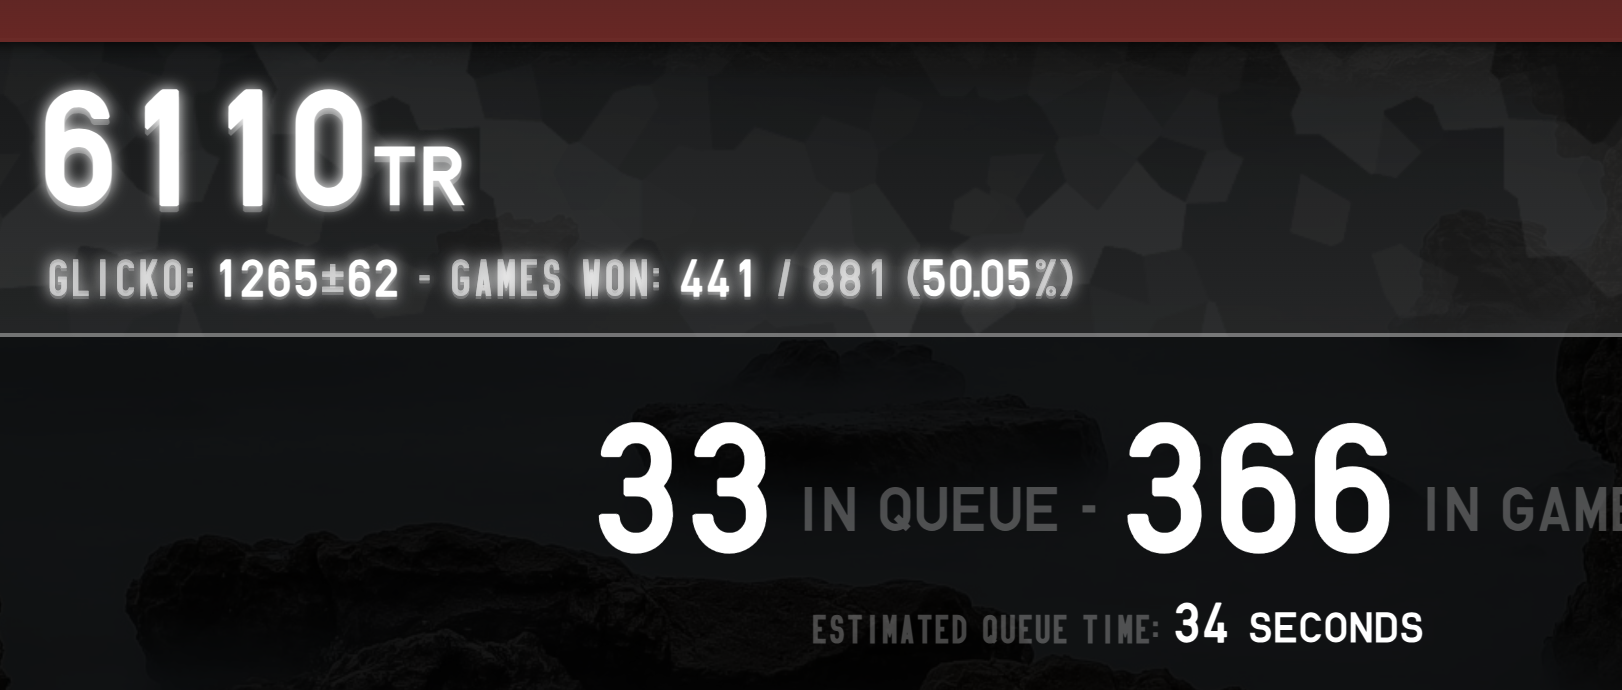 6110TR
GLICKO: 1265±62 - GAMES WON: 441 / 881 (50.05%)
33 IN QUEUE - 366 IN GAME
ESTIMATED QUEUE TIME: 34 SECONDS